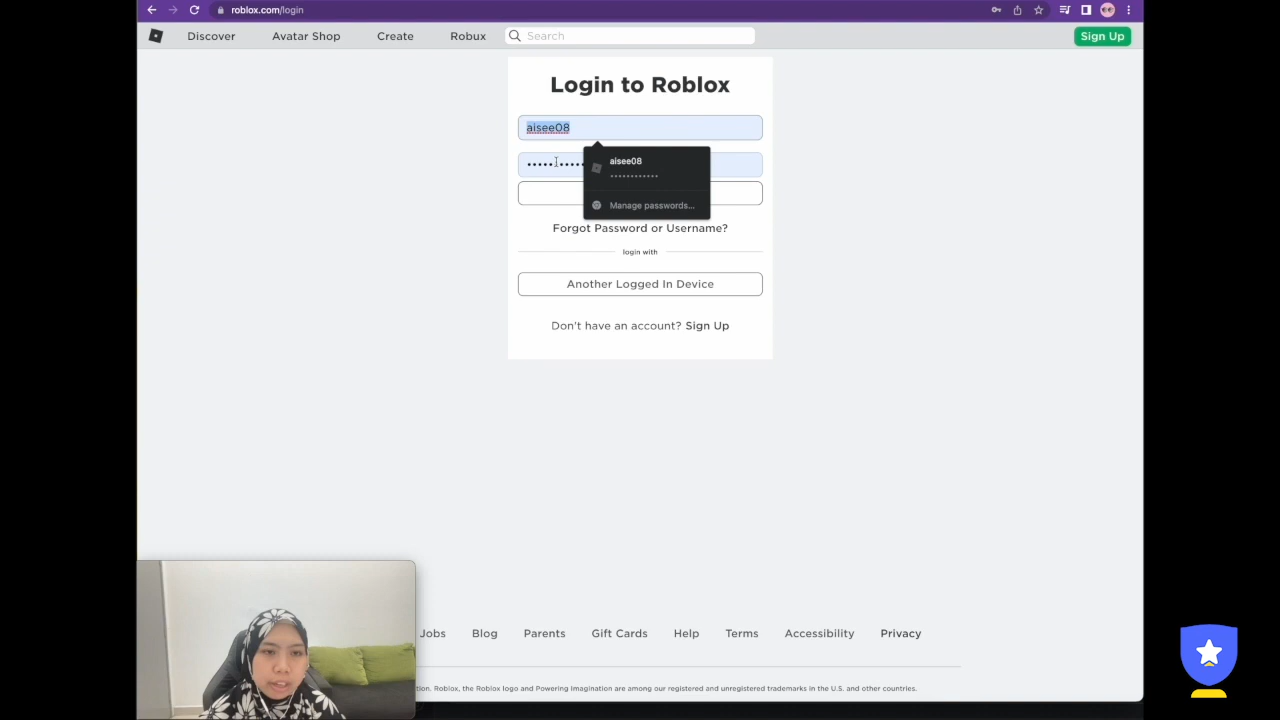 roblox.com/login
Discover
Avatar Shop
Create
Robux
Search
Sign Up
Login to Roblox
aisee08
aisee08
Manage passwords...
Forgot Password or Username?
login with
Another Logged In Device
Don't have an account? Sign Up
Jobs
Blog
Parents
Gift Cards
Help
Terms
Accessibility
Privacy
Roblox, the Roblox logo and Powering Imagination are among our registered and unregistered trademarks in the U.S. and other countries.